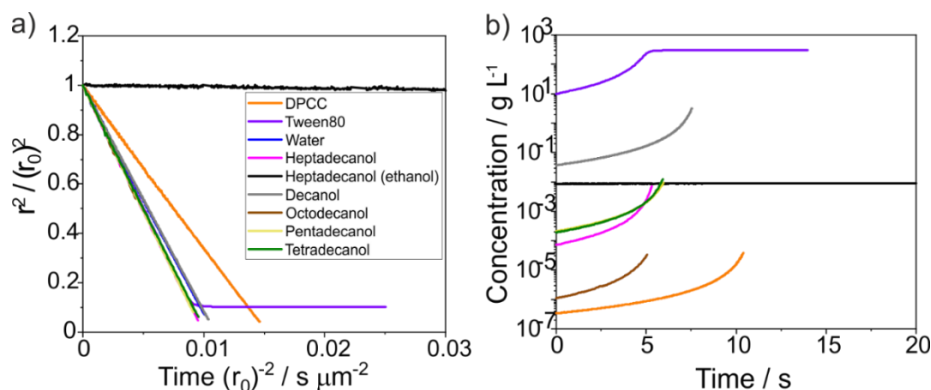 a)
r² / (r₀)²
1
0.8
0.6
0.4
0.2
0
0
0.01
0.02
0.03
Time (r₀)⁻² / s μm⁻²
DPCC
Tween80
Water
Heptadecanol
Heptadecanol (ethanol)
Decanol
Octodecanol
Pentadecanol
Tetradecanol
b)
Concentration / g L⁻¹
10³
10¹
10⁻¹
10⁻³
10⁻⁵
10⁻⁷
0
5
10
15
20
Time / s